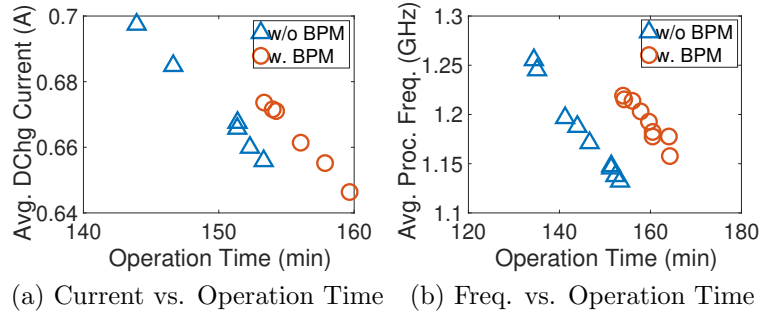 0.7
0.68
0.66
0.64
Avg. DChg Current (A)
w/o BPM
w. BPM
140 150 160
Operation Time (min)
(a) Current vs. Operation Time
1.3
1.25
1.2
1.15
1.1
Avg. Proc. Freq. (GHz)
w/o BPM
w. BPM
120 140 160 180
Operation Time (min)
(b) Freq. vs. Operation Time